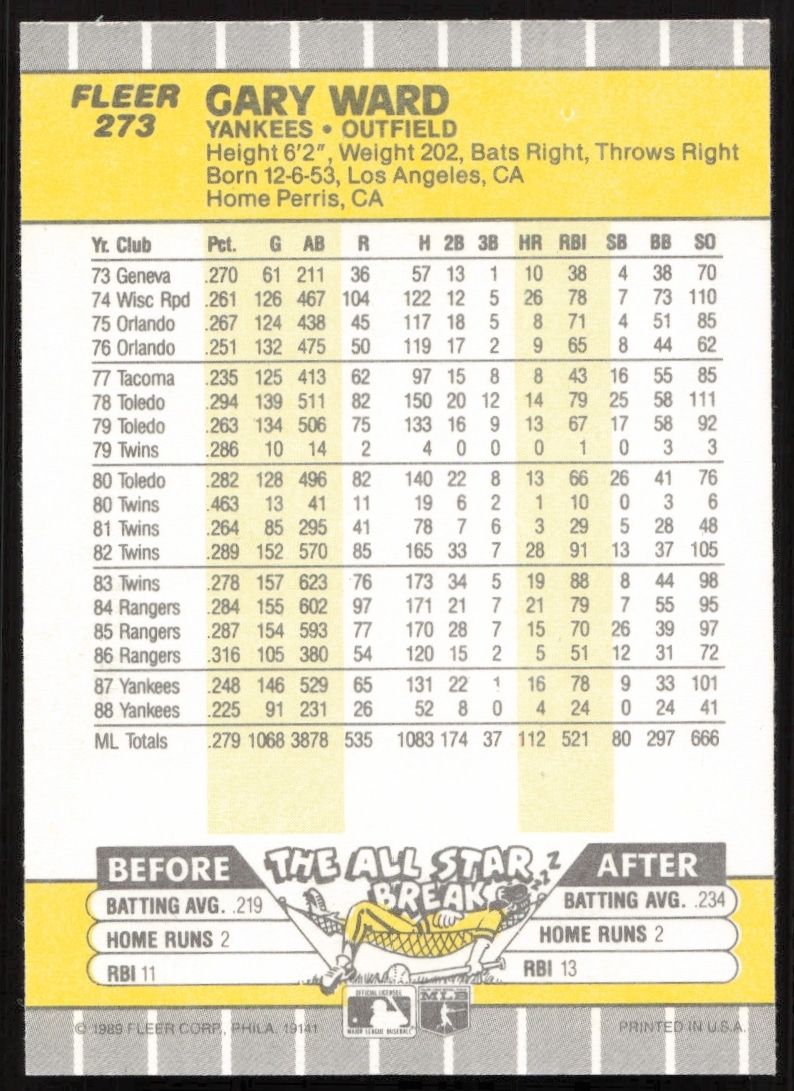 FLEER
273
GARY WARD
YANKEES • OUTFIELD
Height 6'2", Weight 202, Bats Right, Throws Right
Born 12-6-53, Los Angeles, CA
Home Perris, CA
Yr. Club Pct. G AB R H 2B 3B HR RBI SB BB SO
73 Geneva .270 61 211 36 57 13 1 10 38 4 38 70
74 Wisc Rpd .261 126 467 104 122 12 5 26 78 7 73 110
75 Orlando .267 124 438 45 117 18 5 8 71 4 51 85
76 Orlando .251 132 475 50 119 17 2 9 65 8 44 62
77 Tacoma .235 125 413 62 97 15 8 8 43 16 55 85
78 Toledo .294 139 511 82 150 20 12 14 79 25 58 111
79 Toledo .263 134 506 75 133 16 9 13 67 17 58 92
79 Twins .286 10 14 2 4 0 0 0 1 0 3 3
80 Toledo .282 128 496 82 140 22 8 13 66 26 41 76
80 Twins .463 13 41 11 19 6 2 1 10 0 3 6
81 Twins .264 85 295 41 78 7 6 3 29 5 28 48
82 Twins .289 152 570 85 165 33 7 28 91 13 37 105
83 Twins .278 157 623 76 173 34 5 19 88 8 44 98
84 Rangers .284 155 602 97 171 21 7 21 79 7 55 95
85 Rangers .287 154 593 77 170 28 7 15 70 26 39 97
86 Rangers .316 105 380 54 120 15 2 5 51 12 31 72
87 Yankees .248 146 529 65 131 22 1 16 78 9 33 101
88 Yankees .225 91 231 26 52 8 0 4 24 0 24 41
ML Totals .279 1068 3878 535 1083 174 37 112 521 80 297 666
THE ALL STAR
BREAK
zzZZ
BEFORE
BATTING AVG. .219
HOME RUNS 2
RBI 11
AFTER
BATTING AVG. .234
HOME RUNS 2
RBI 13
OFFICIAL LICENSEE
MAJOR LEAGUE BASEBALL
MLB
© 1989 FLEER CORP., PHILA. 19141
PRINTED IN U.S.A.